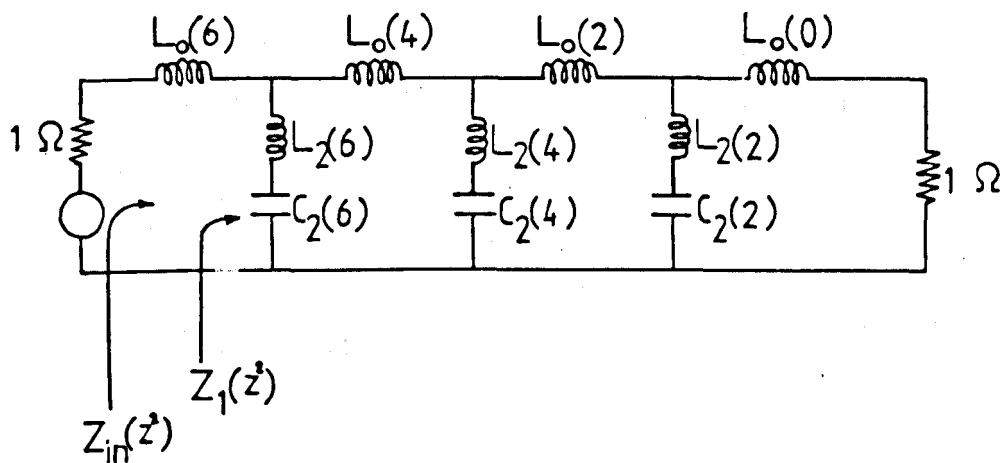 L₀(6) L₀(4) L₀(2) L₀(0)
1 Ω L₂(6) L₂(4) L₂(2) 1 Ω
C₂(6) C₂(4) C₂(2)
Z₁(z²)
Zᵢₙ(z²)